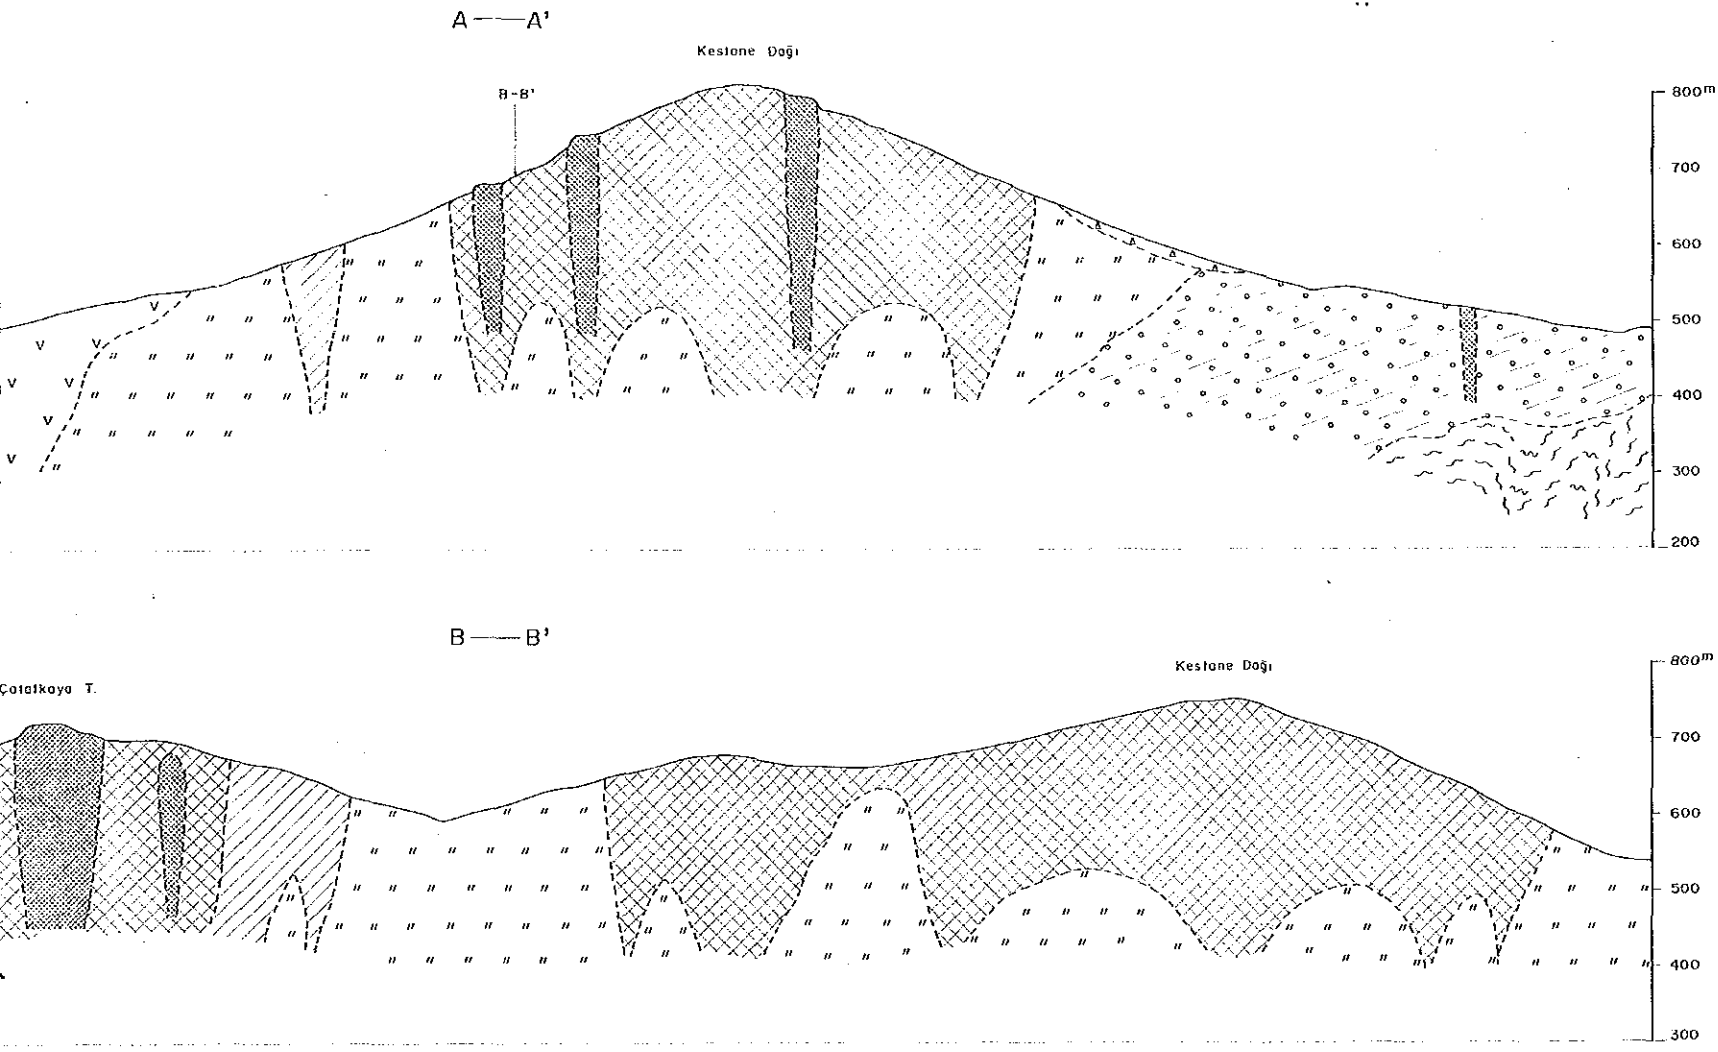 A — A'
Kestane Dağı
B-B'
800m
700
600
500
400
300
200
B — B'
Kestane Dağı
Çatalkaya T.
800m
700
600
500
400
300